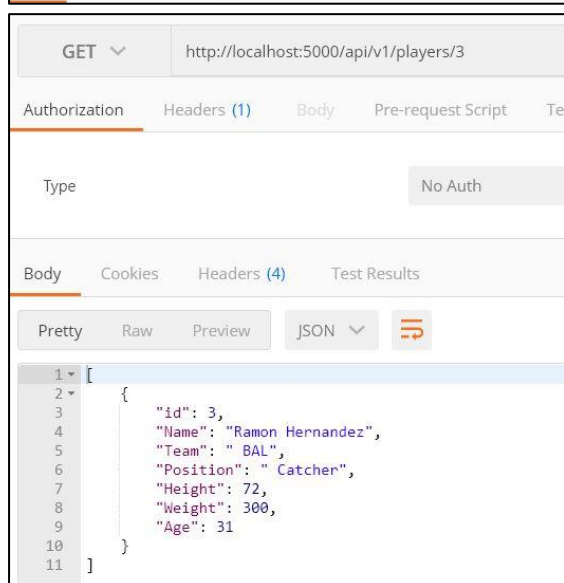 GET http://localhost:5000/api/v1/players/3
Authorization Headers (1) Body Pre-request Script Te
Type No Auth
Body Cookies Headers (4) Test Results
Pretty Raw Preview JSON
1 [
2 {
3 "id": 3,
4 "Name": "Ramon Hernandez",
5 "Team": " BAL",
6 "Position": " Catcher",
7 "Height": 72,
8 "Weight": 300,
9 "Age": 31
10 }
11 ]